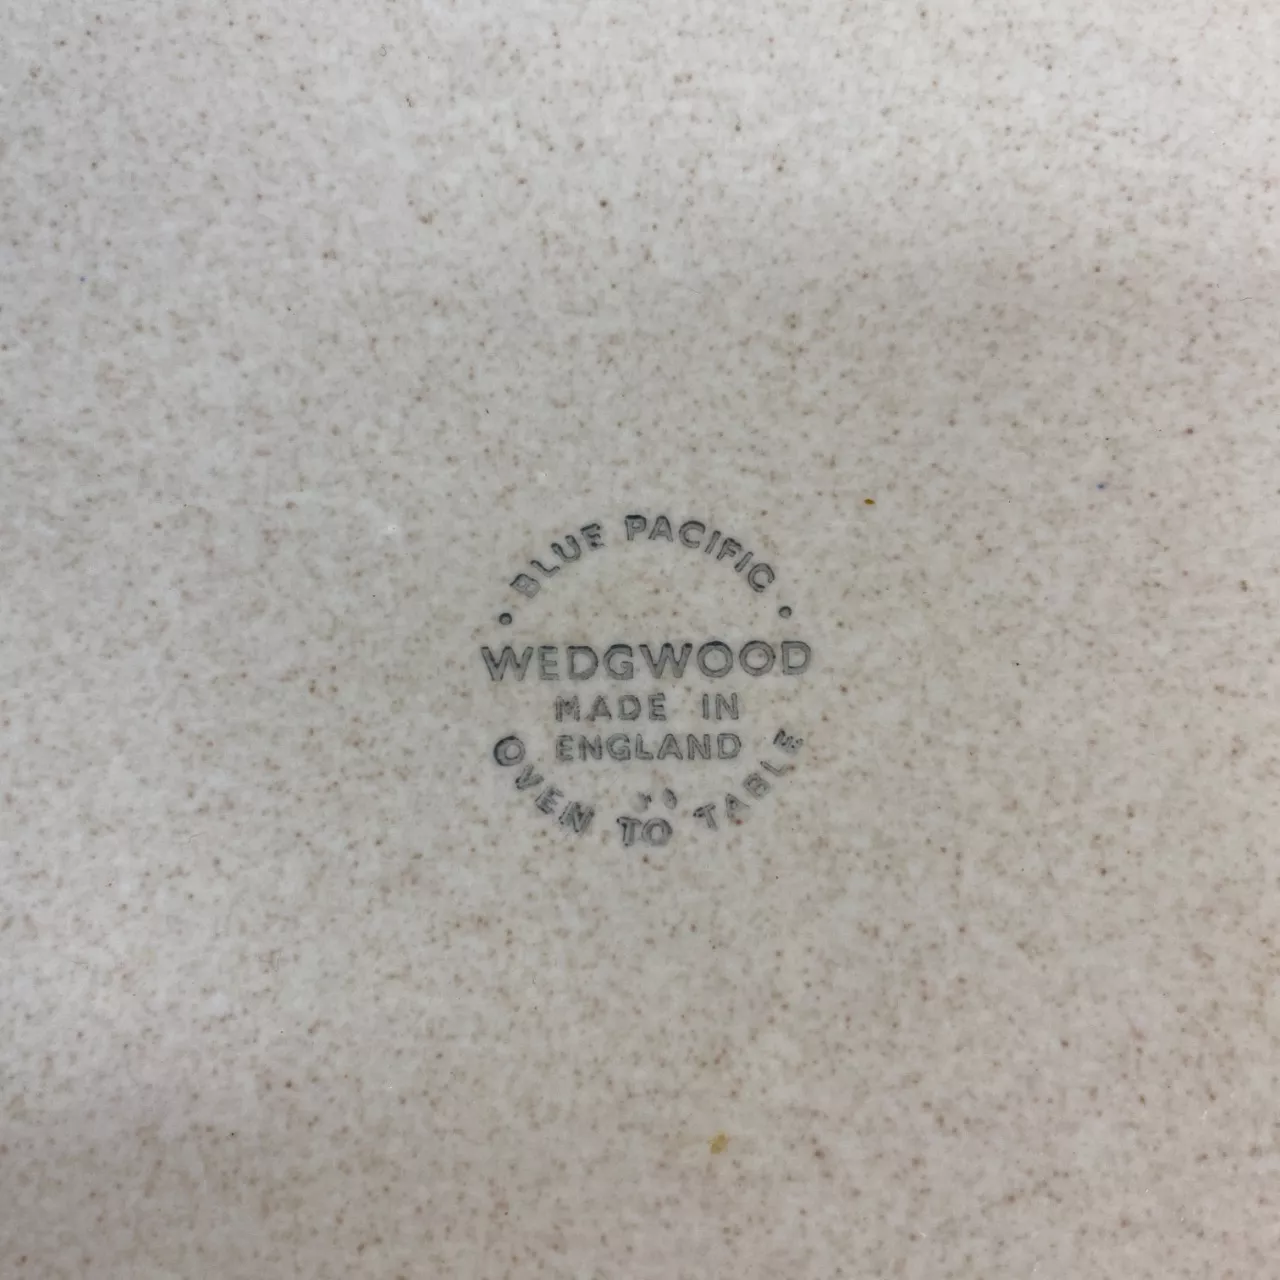 • BLUE PACIFIC •
WEDGWOOD
MADE IN
ENGLAND
OVEN TO TABLE